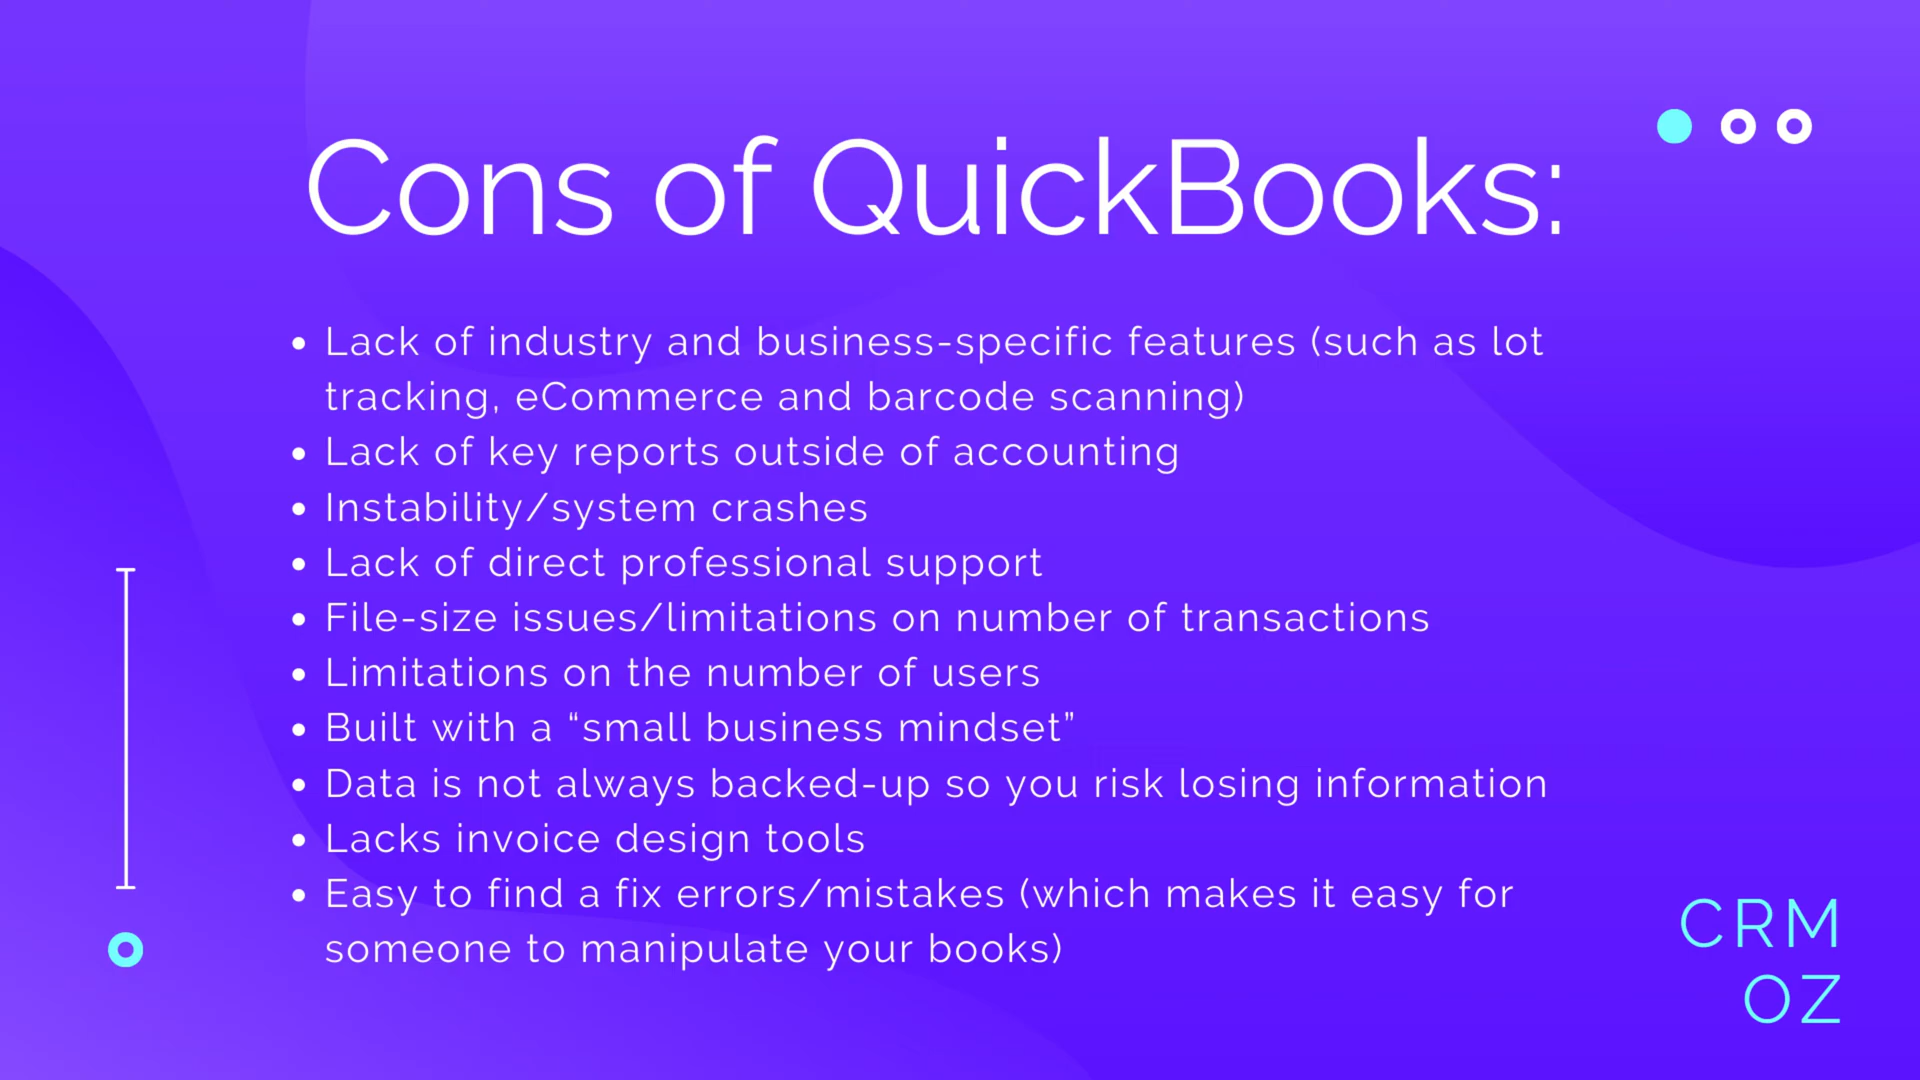 Cons of QuickBooks:
• Lack of industry and business-specific features (such as lot
tracking, eCommerce and barcode scanning)
• Lack of key reports outside of accounting
• Instability/system crashes
• Lack of direct professional support
• File-size issues/limitations on number of transactions
• Limitations on the number of users
• Built with a “small business mindset”
• Data is not always backed-up so you risk losing information
• Lacks invoice design tools
• Easy to find a fix errors/mistakes (which makes it easy for
someone to manipulate your books)
CRM
OZ